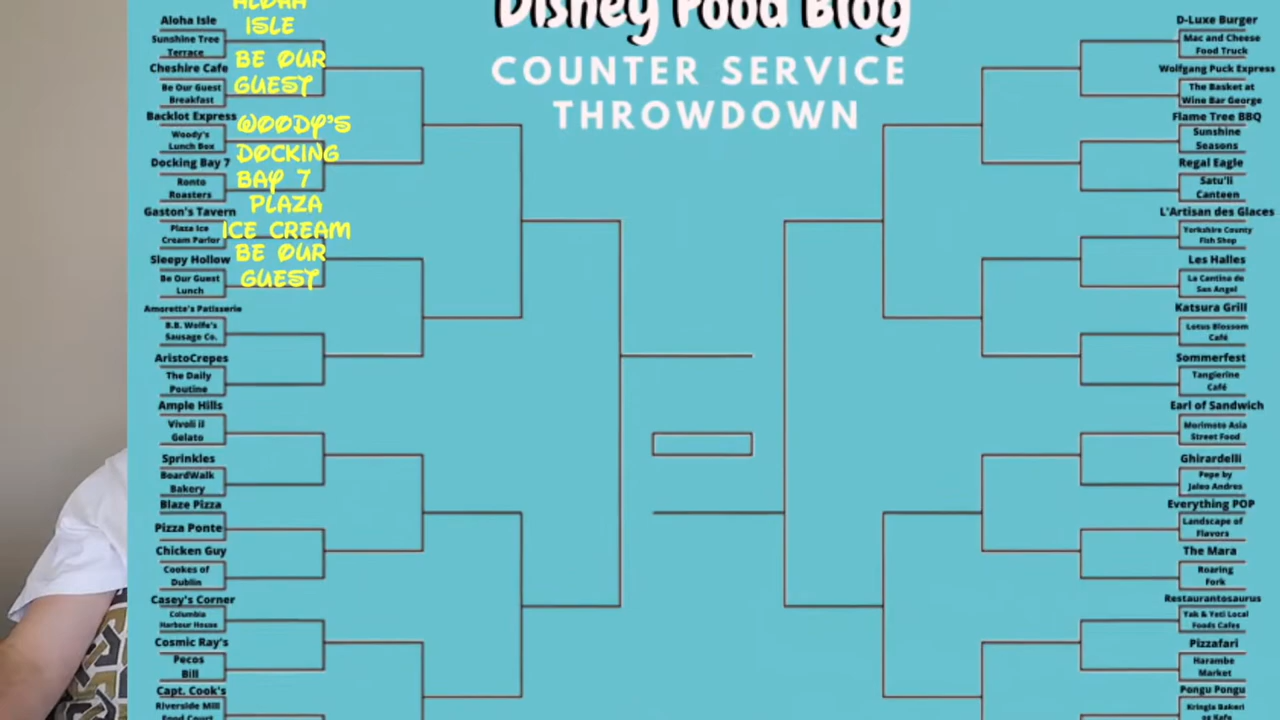 ALOHA
ISLE
Disney Food Blog
COUNTER SERVICE
THROWDOWN
Aloha Isle
Sunshine Tree
Terrace
Cheshire Cafe
BE OUR
GUEST
Be Our Guest
Breakfast
Backlot Express
WOODY'S
Woody's
Lunch Box
Docking Bay 7
DOCKING
BAY 7
Ronto
Roasters
Gaston's Tavern
PLAZA
ICE CREAM
Plaza Ice
Cream Parlor
Sleepy Hollow
BE OUR
GUEST
Be Our Guest
Lunch
Amorette's Patisserie
B.B. Wolfe's
Sausage Co.
AristoCrepes
The Daily
Poutine
Ample Hills
Vivoli il
Gelato
Sprinkles
BoardWalk
Bakery
Blaze Pizza
Pizza Ponte
Chicken Guy
Cookes of
Dublin
Casey's Corner
Columbia
Harbour House
Cosmic Ray's
Pecos
Bill
Capt. Cook's
Riverside Mill
Food Court
D-Luxe Burger
Mac and Cheese
Food Truck
Wolfgang Puck Express
The Basket at
Wine Bar George
Flame Tree BBQ
Sunshine
Seasons
Regal Eagle
Satu'li
Canteen
L'Artisan des Glaces
Yorkshire County
Fish Shop
Les Halles
La Cantina de
San Angel
Katsura Grill
Lotus Blossom
Café
Sommerfest
Tangierine
Café
Earl of Sandwich
Morimoto Asia
Street Food
Ghirardelli
Pepe by
Jaleo Andres
Everything POP
Landscape of
Flavors
The Mara
Roaring
Fork
Restaurantosaurus
Yak & Yeti Local
Foods Cafes
Pizzafari
Harambe
Market
Pongu Pongu
Kringla Bakeri
og Kafe